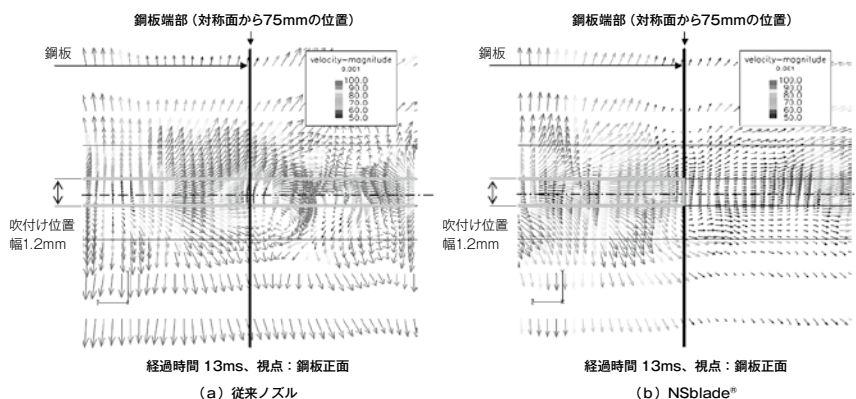 鋼板端部（対称面から75mmの位置）
鋼板
velocity-magnitude
0.001
100.0
90.0
80.0
70.0
60.0
50.0
吹付け位置
幅1.2mm
経過時間 13ms、視点：鋼板正面
（a）従来ノズル
鋼板端部（対称面から75mmの位置）
鋼板
velocity-magnitude
0.001
100.0
90.0
80.0
70.0
60.0
50.0
吹付け位置
幅1.2mm
経過時間 13ms、視点：鋼板正面
（b）NSblade®